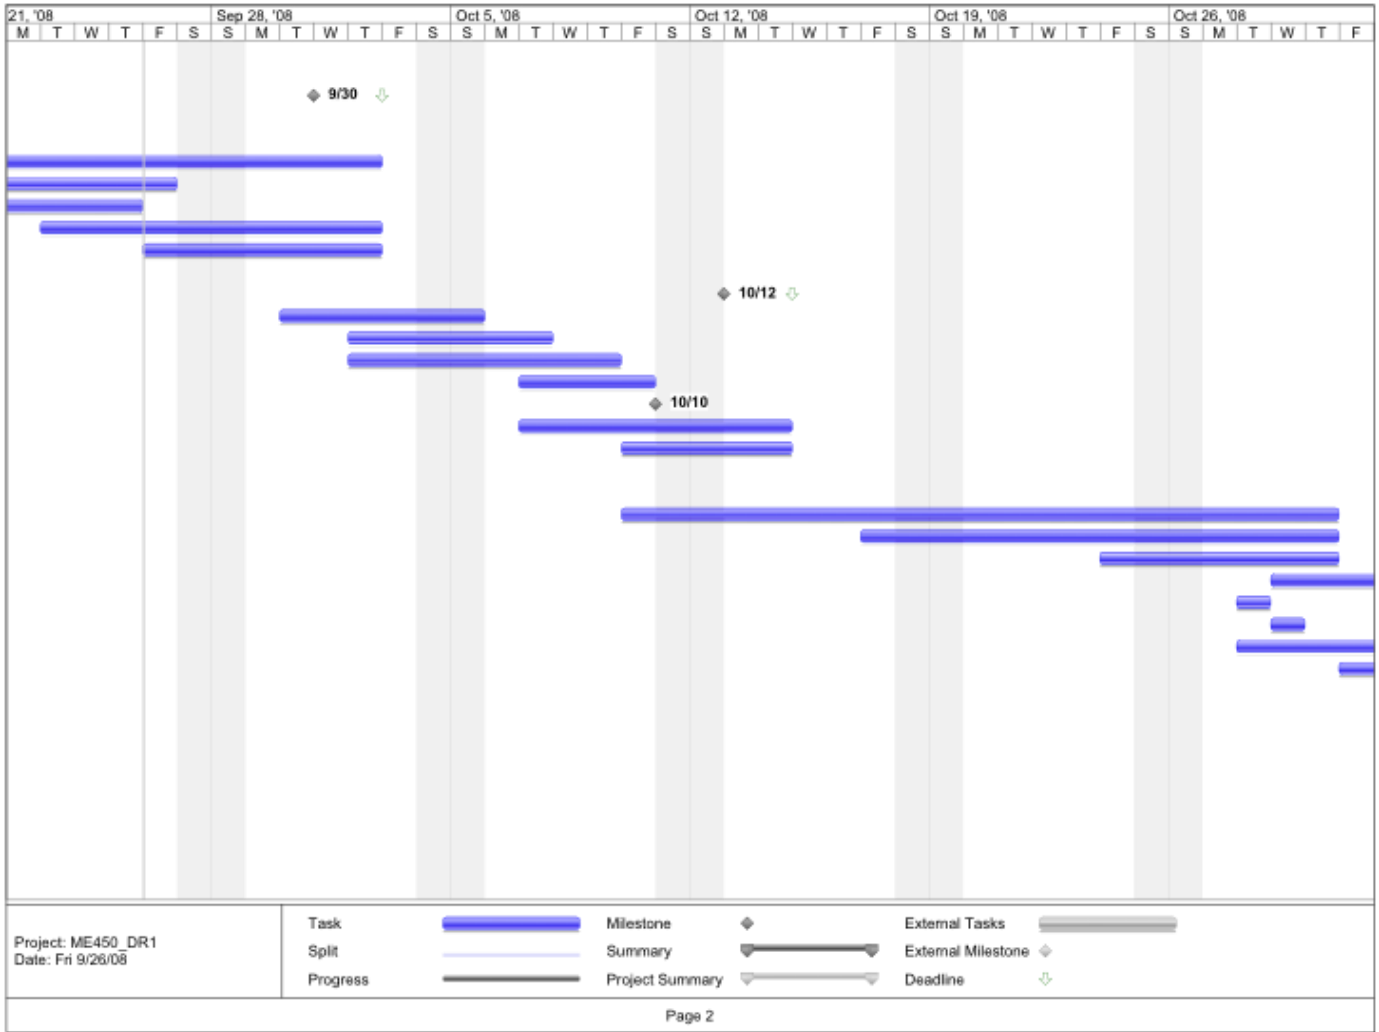 21, '08 Sep 28, '08 Oct 5, '08 Oct 12, '08 Oct 19, '08 Oct 26, '08
M T W T F S S M T W T F S S M T W T F S S M T W T F S S M T W T F S S M T W T F
9/30
10/12
10/10
Project: ME450_DR1
Date: Fri 9/26/08
Task Milestone External Tasks
Split Summary External Milestone
Progress Project Summary Deadline
Page 2